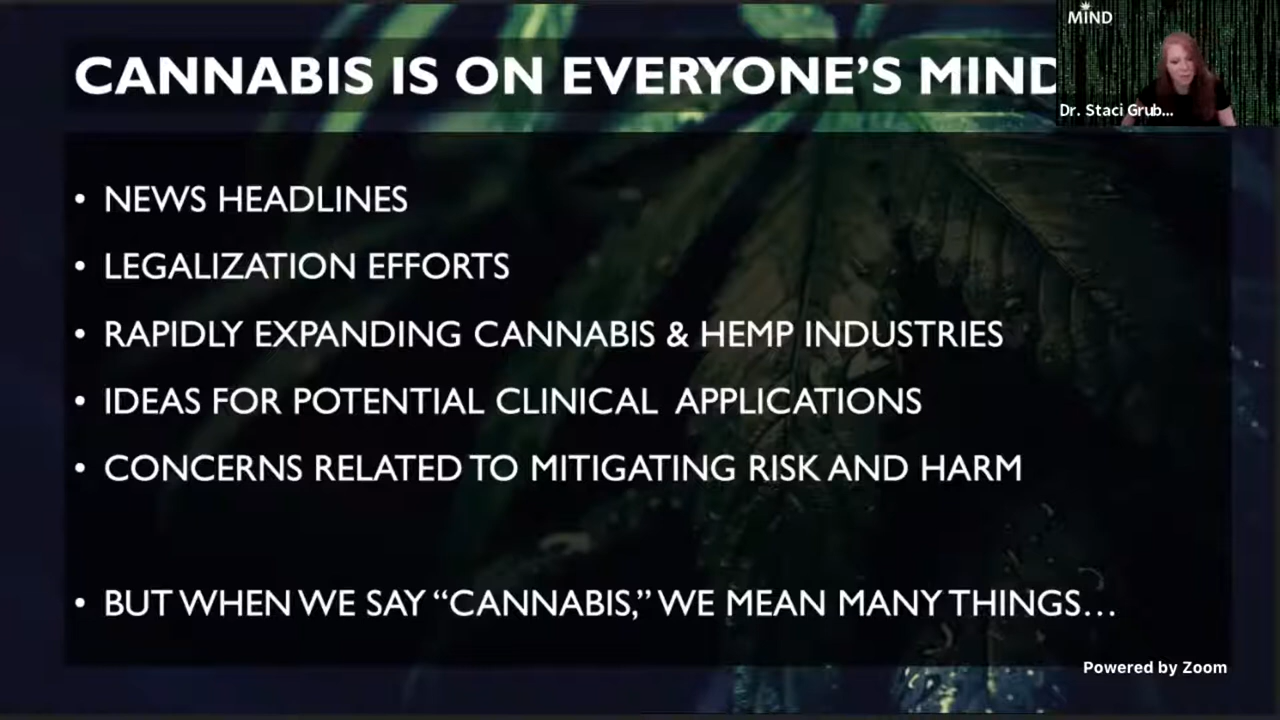 CANNABIS IS ON EVERYONE’S MIND
MIND
Dr. Staci Grub...
• NEWS HEADLINES
• LEGALIZATION EFFORTS
• RAPIDLY EXPANDING CANNABIS & HEMP INDUSTRIES
• IDEAS FOR POTENTIAL CLINICAL APPLICATIONS
• CONCERNS RELATED TO MITIGATING RISK AND HARM
• BUT WHEN WE SAY “CANNABIS,” WE MEAN MANY THINGS…
Powered by Zoom